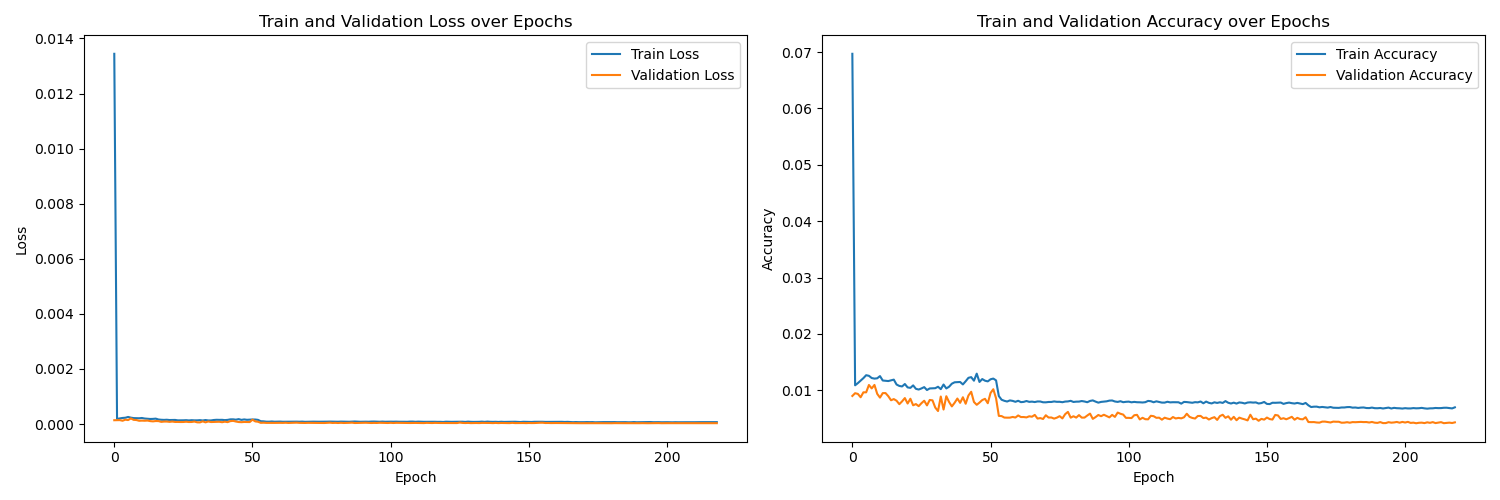 Train and Validation Loss over Epochs
Train Loss
Validation Loss
0.014
0.012
0.010
0.008
0.006
0.004
0.002
0.000
Loss
0
50
100
150
200
Epoch
Train and Validation Accuracy over Epochs
Train Accuracy
Validation Accuracy
0.07
0.06
0.05
0.04
0.03
0.02
0.01
Accuracy
0
50
100
150
200
Epoch